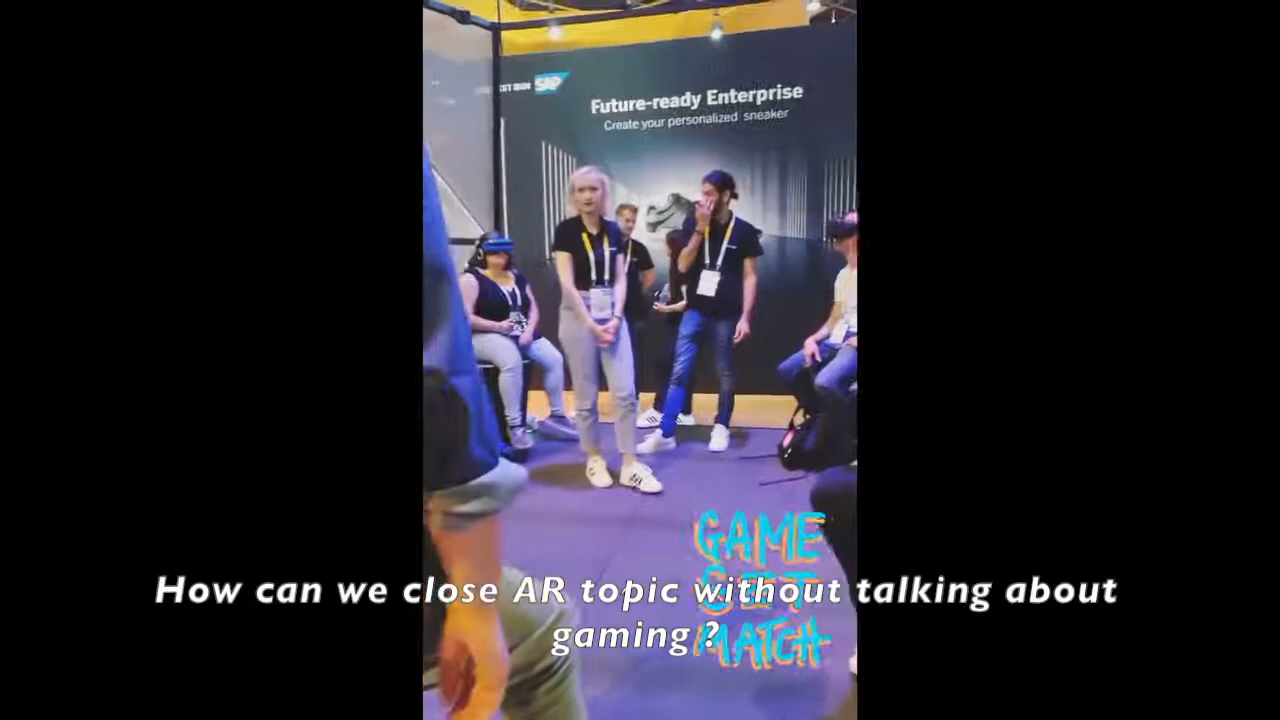 SAP
Future-ready Enterprise
Create your personalized sneaker
GAME
SET
MATCH
How can we close AR topic without talking about
gaming ?